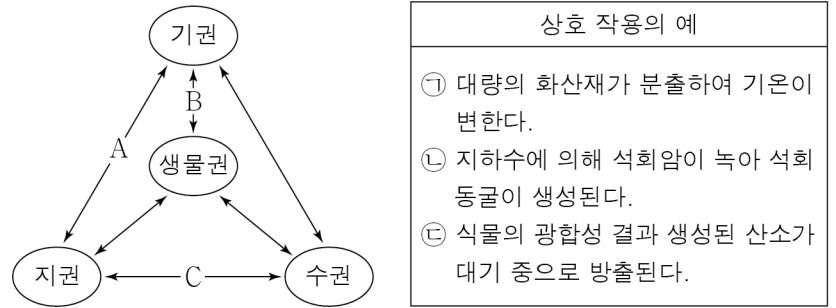 기권
B
A
생물권
지권
C
수권
상호 작용의 예
㉠ 대량의 화산재가 분출하여 기온이
변한다.
㉡ 지하수에 의해 석회암이 녹아 석회
동굴이 생성된다.
㉢ 식물의 광합성 결과 생성된 산소가
대기 중으로 방출된다.